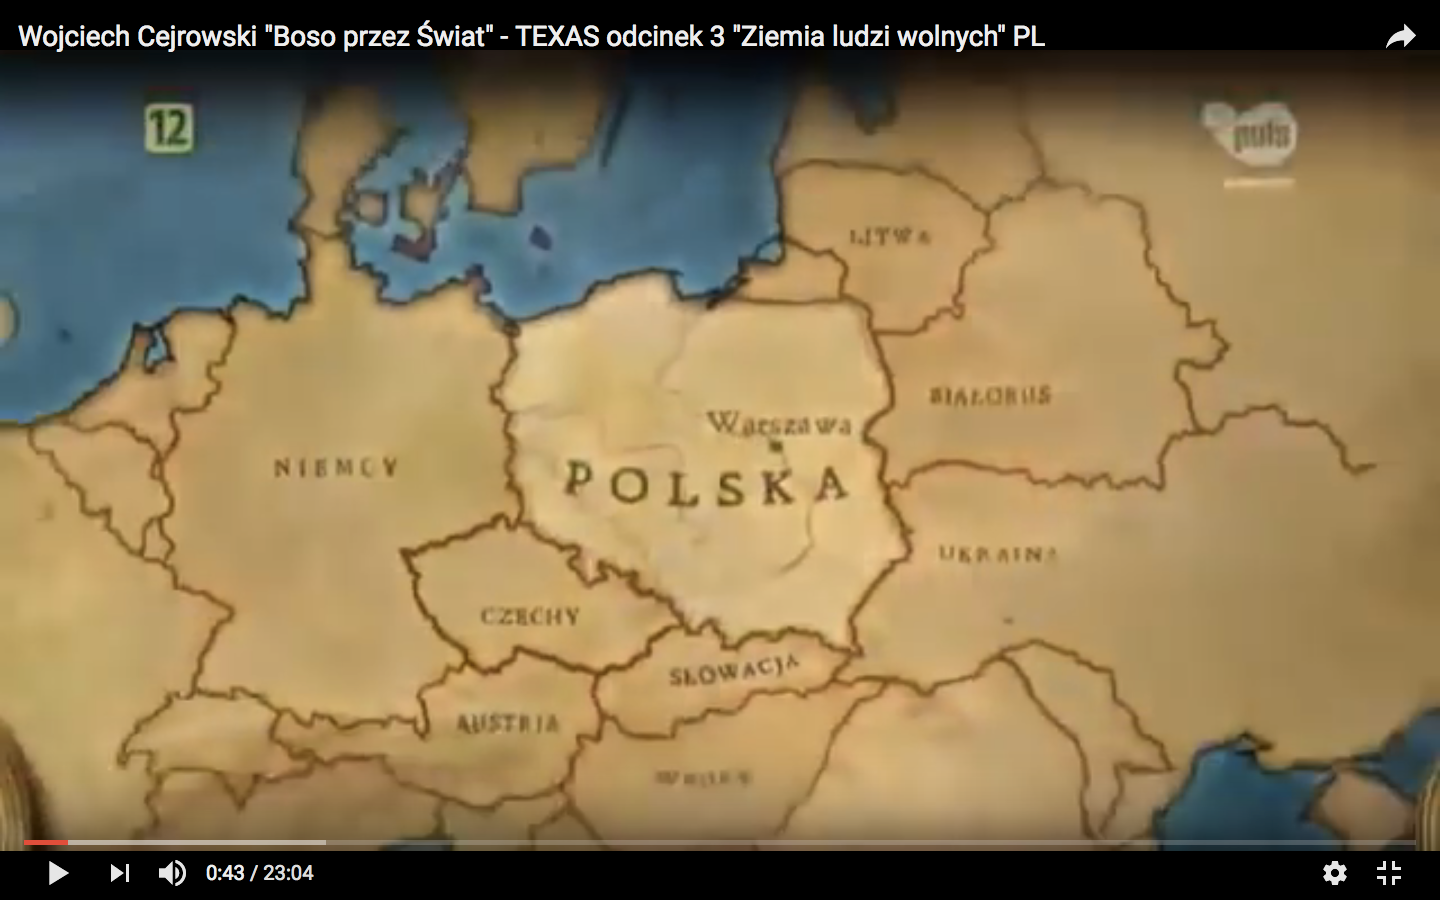 Wojciech Cejrowski "Boso przez Świat" - TEXAS odcinek 3 "Ziemia ludzi wolnych" PL
12
puls
LITWA
BIAŁORUŚ
Warszawa
NIEMCY
POLSKA
UKRAINA
CZECHY
SŁOWACJA
AUSTRIA
WĘGRY
0:43 / 23:04